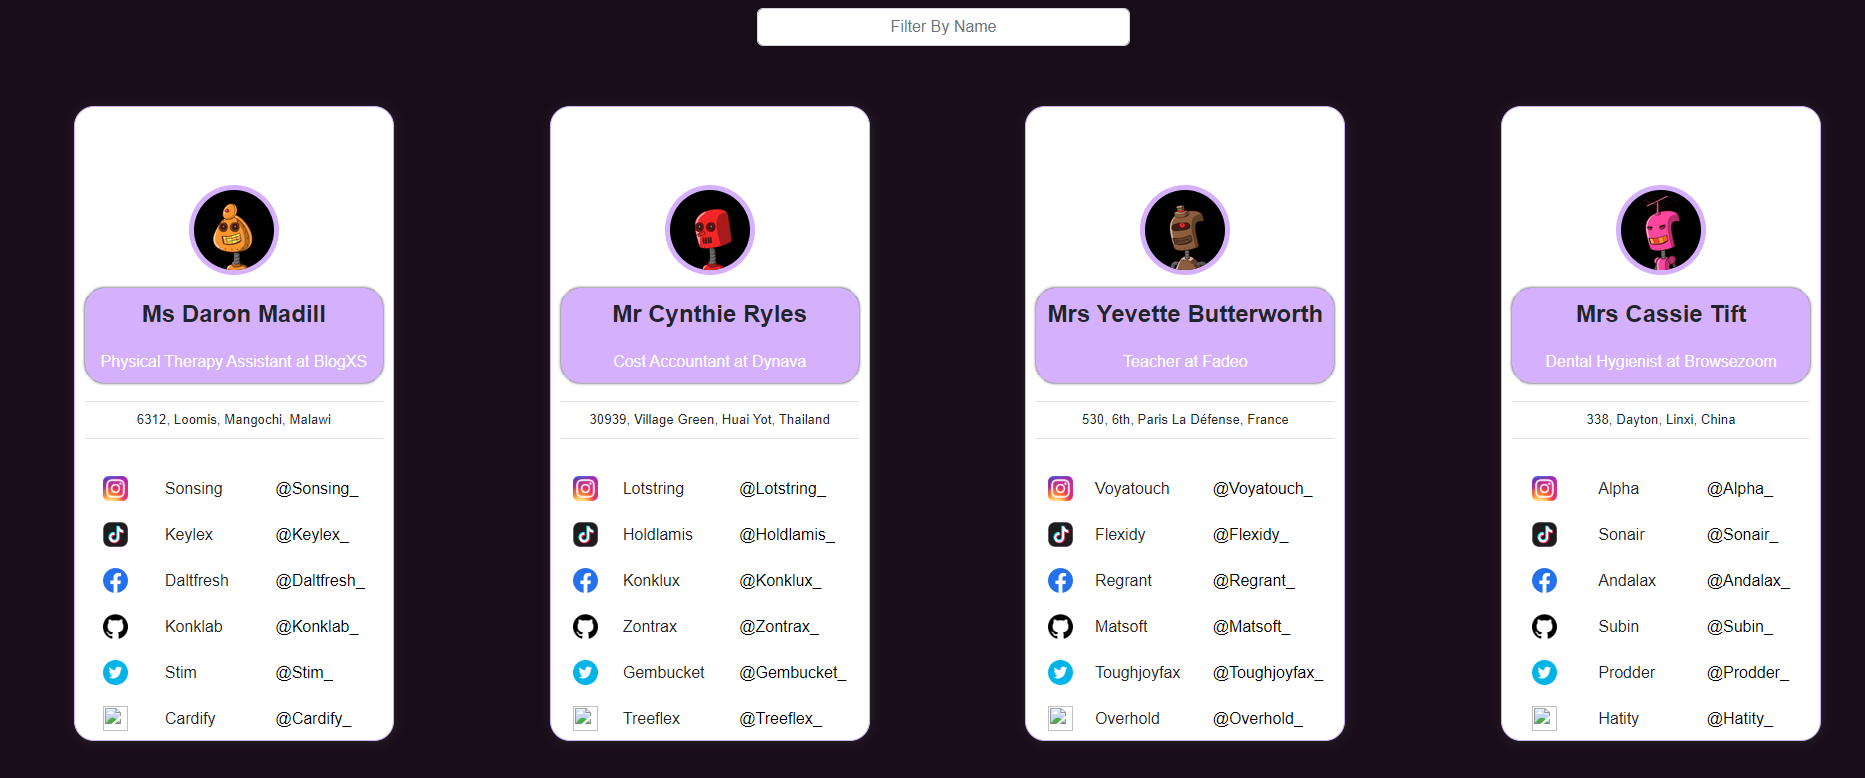 Filter By Name
Ms Daron Madill
Physical Therapy Assistant at BlogXS
6312, Loomis, Mangochi, Malawi
Sonsing @Sonsing_
Keylex @Keylex_
Daltfresh @Daltfresh_
Konklab @Konklab_
Stim @Stim_
Cardify @Cardify_
Mr Cynthie Ryles
Cost Accountant at Dynava
30939, Village Green, Huai Yot, Thailand
Lotstring @Lotstring_
Holdlamis @Holdlamis_
Konklux @Konklux_
Zontrax @Zontrax_
Gembucket @Gembucket_
Treeflex @Treeflex_
Mrs Yevette Butterworth
Teacher at Fadeo
530, 6th, Paris La Défense, France
Voyatouch @Voyatouch_
Flexidy @Flexidy_
Regrant @Regrant_
Matsoft @Matsoft_
Toughjoyfax @Toughjoyfax_
Overhold @Overhold_
Mrs Cassie Tift
Dental Hygienist at Browsezoom
338, Dayton, Linxi, China
Alpha @Alpha_
Sonair @Sonair_
Andalax @Andalax_
Subin @Subin_
Prodder @Prodder_
Hatity @Hatity_